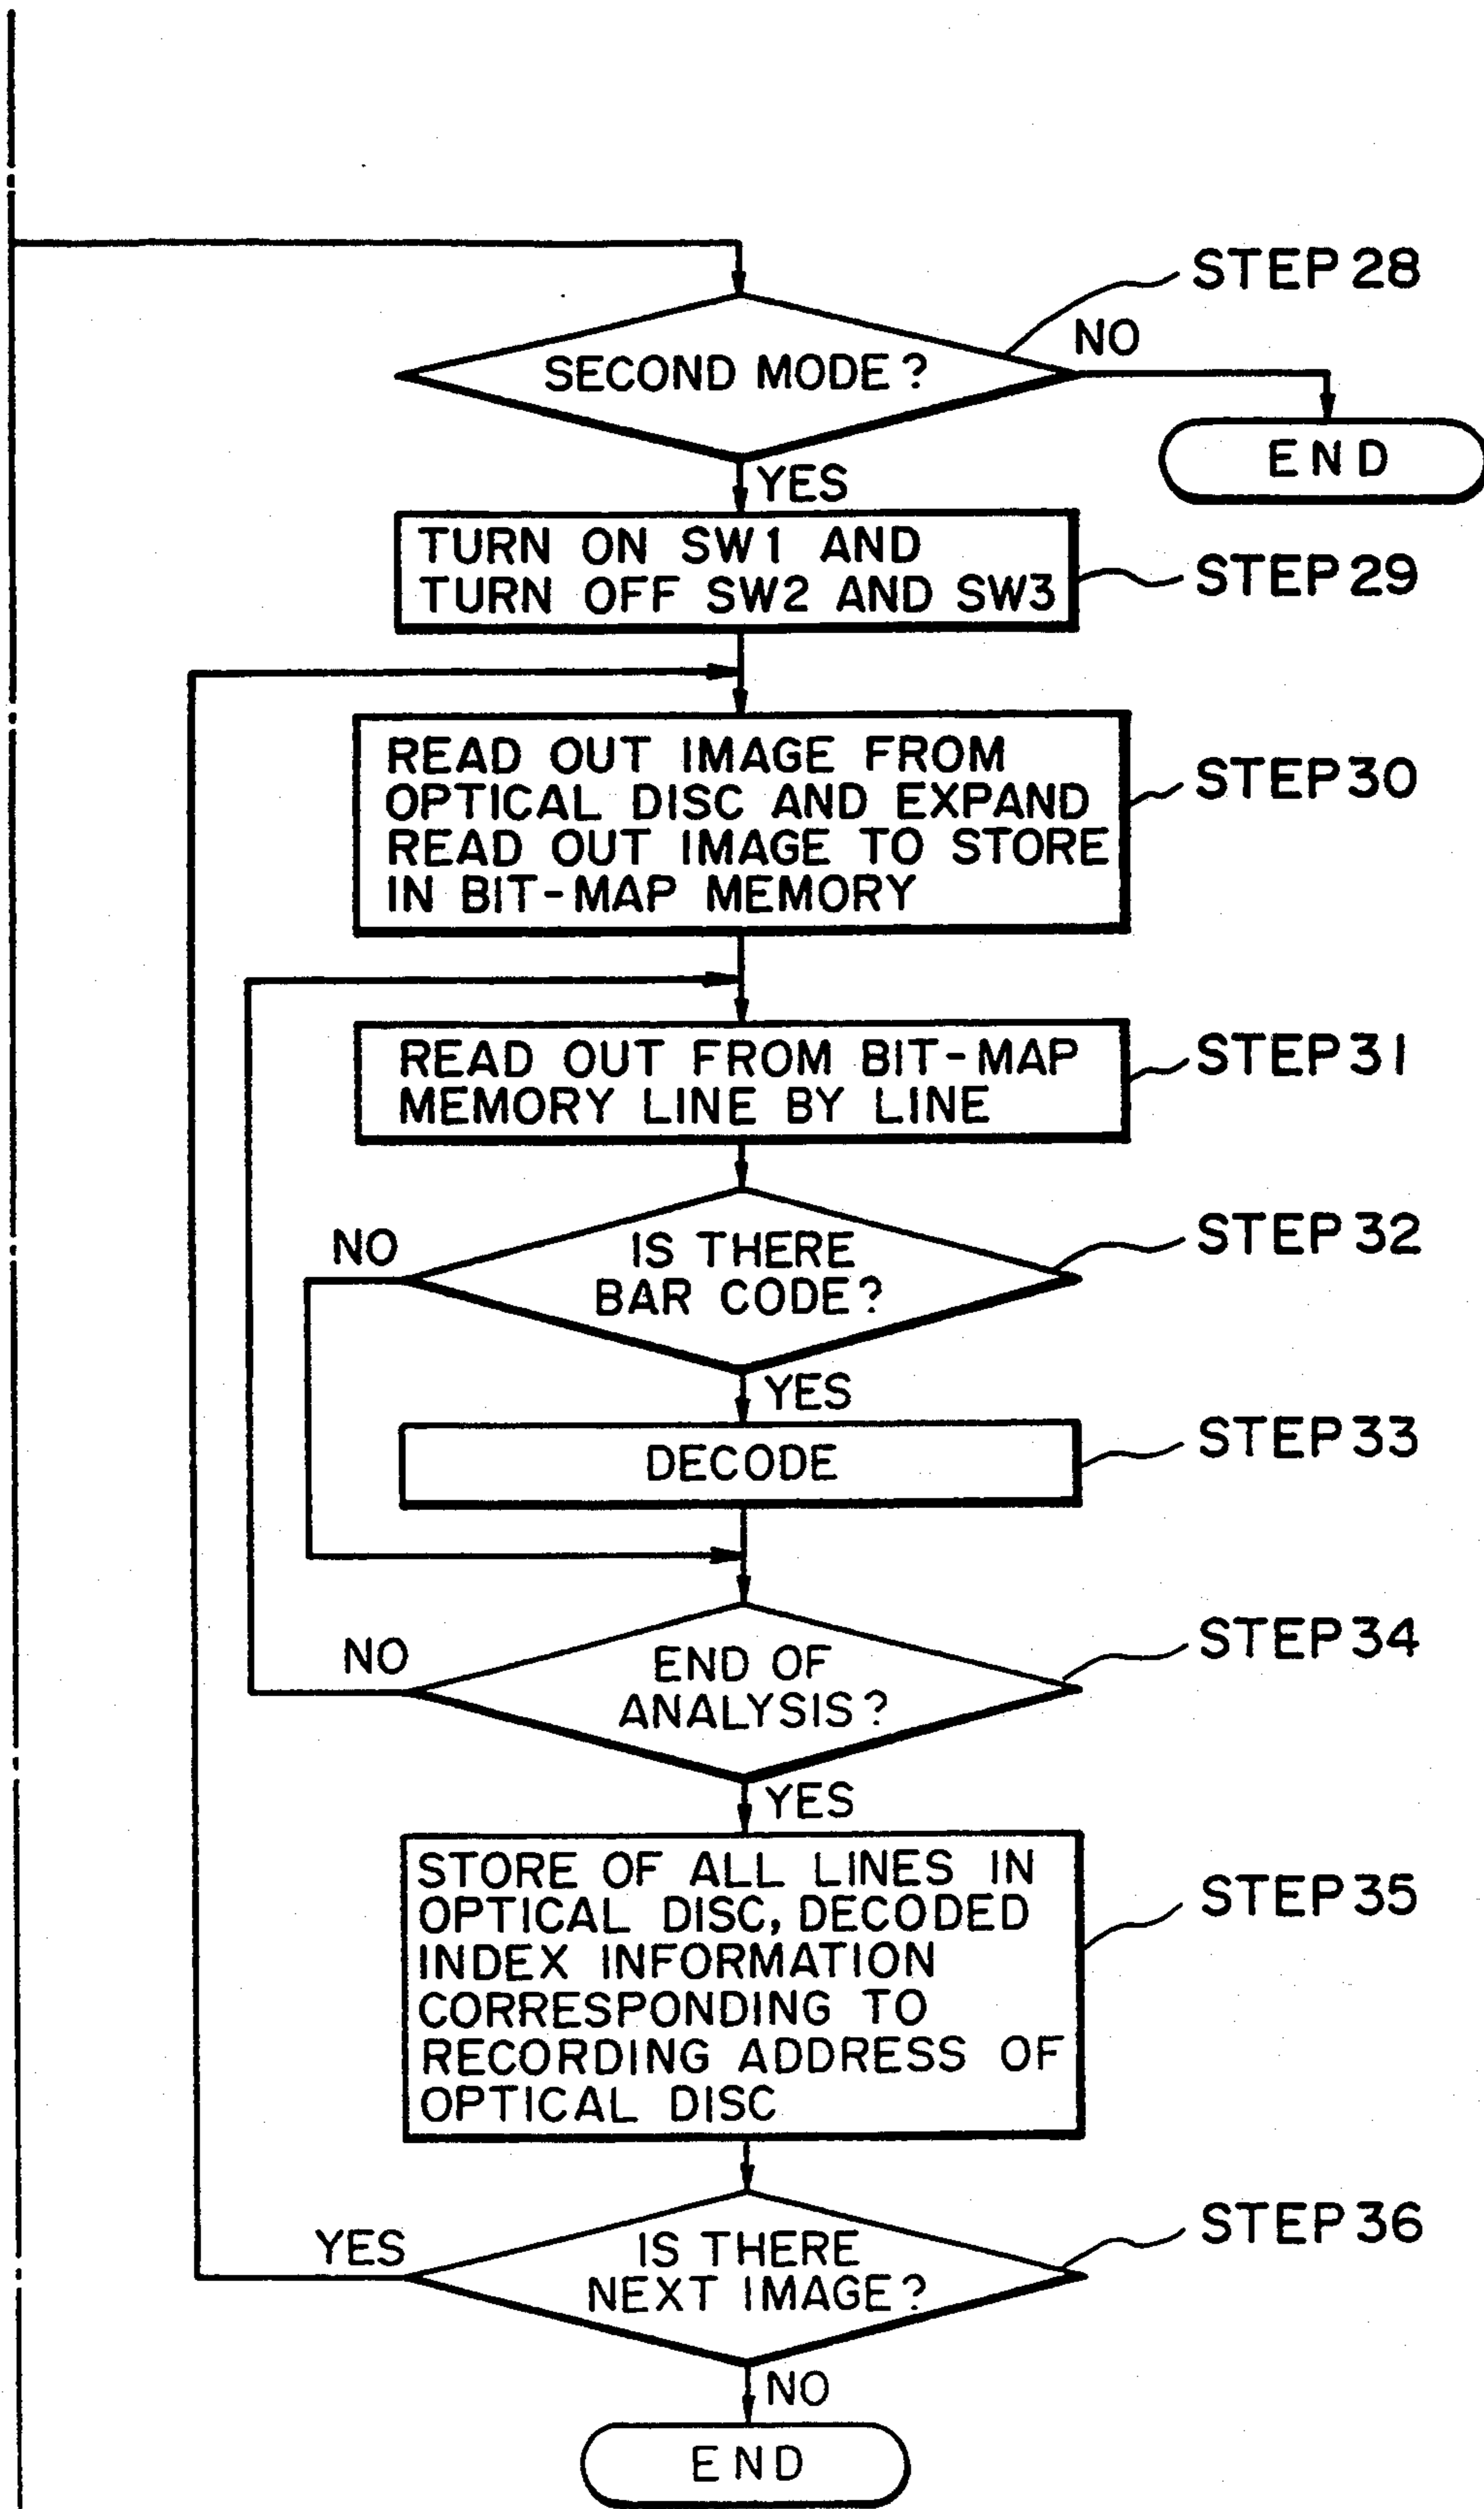 STEP 28
SECOND MODE?
NO
END
YES
TURN ON SW1 AND
TURN OFF SW2 AND SW3
STEP 29
READ OUT IMAGE FROM
OPTICAL DISC AND EXPAND
READ OUT IMAGE TO STORE
IN BIT-MAP MEMORY
STEP 30
READ OUT FROM BIT-MAP
MEMORY LINE BY LINE
STEP 31
NO
IS THERE
BAR CODE?
STEP 32
YES
DECODE
STEP 33
NO
END OF
ANALYSIS?
STEP 34
YES
STORE OF ALL LINES IN
OPTICAL DISC, DECODED
INDEX INFORMATION
CORRESPONDING TO
RECORDING ADDRESS OF
OPTICAL DISC
STEP 35
YES
IS THERE
NEXT IMAGE?
STEP 36
NO
END